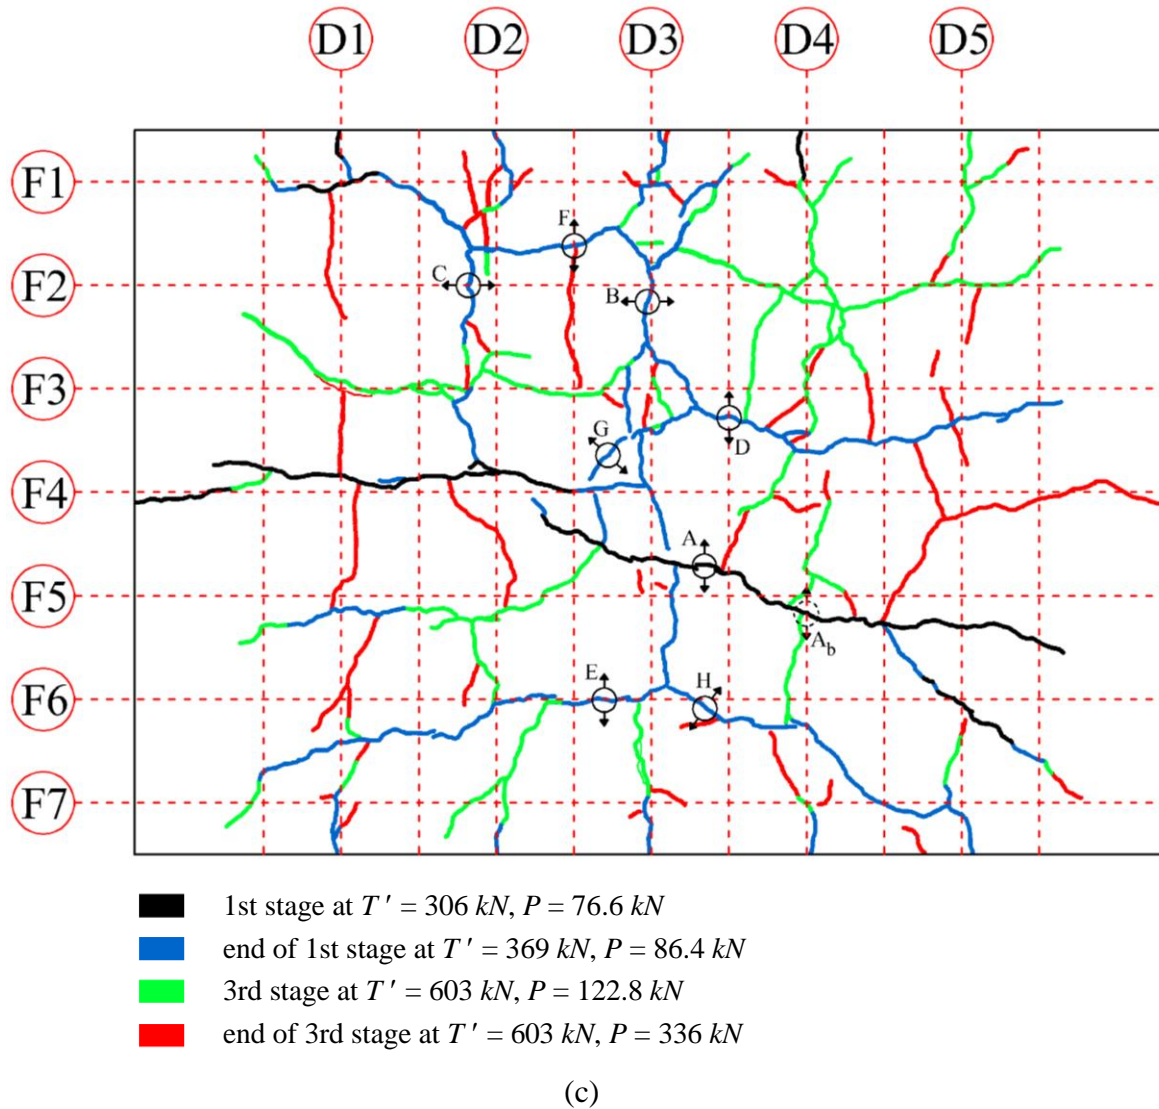 D1 D2 D3 D4 D5
F1
F
F2
C
B
F3
G
D
F4
A
F5
A_b
E
H
F6
F7
1st stage at T ′ = 306 kN, P = 76.6 kN
end of 1st stage at T ′ = 369 kN, P = 86.4 kN
3rd stage at T ′ = 603 kN, P = 122.8 kN
end of 3rd stage at T ′ = 603 kN, P = 336 kN
(c)